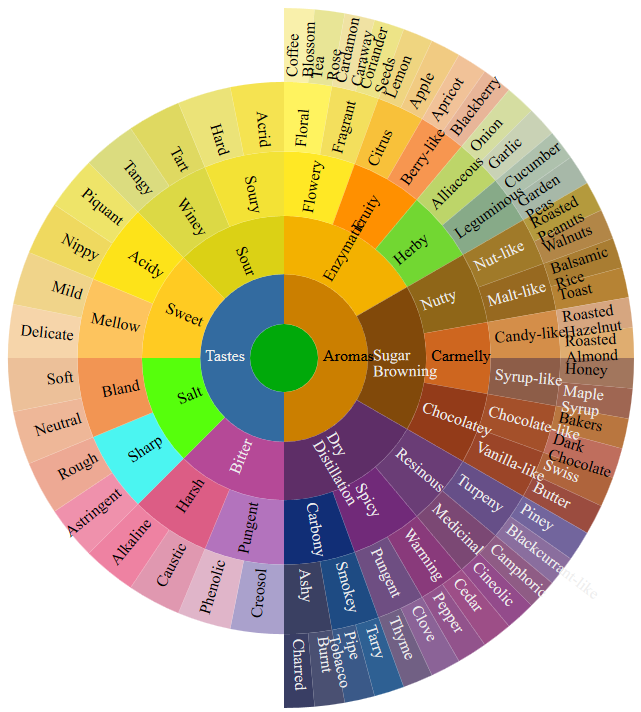 Tastes
Aromas
Enzymatic
Sugar
Browning
Dry
Distillation
Bitter
Salt
Sweet
Sour
Flowery
Fruity
Herby
Nutty
Carmelly
Chocolatey
Resinous
Spicy
Carbony
Pungent
Harsh
Sharp
Bland
Mellow
Acidy
Winey
Soury
Floral
Fragrant
Citrus
Berry-like
Alliaceous
Leguminous
Nut-like
Malt-like
Candy-like
Syrup-like
Chocolate-like
Vanilla-like
Turpeny
Medicinal
Warming
Pungent
Smokey
Ashy
Creosol
Phenolic
Caustic
Alkaline
Astringent
Rough
Neutral
Soft
Delicate
Mild
Nippy
Piquant
Tangy
Tart
Hard
Acrid
Coffee
Blossom
Tea
Rose
Cardamon
Caraway
Coriander
Seeds
Lemon
Apple
Apricot
Blackberry
Onion
Garlic
Cucumber
Garden
Peas
Roasted
Peanuts
Walnuts
Balsamic
Rice
Toast
Roasted
Hazelnut
Roasted
Almond
Honey
Maple
Syrup
Bakers
Dark
Chocolate
Swiss
Butter
Piney
Blackcurrant-like
Camphoric
Cineolic
Cedar
Pepper
Clove
Thyme
Tarry
Pipe
Tobacco
Burnt
Charred